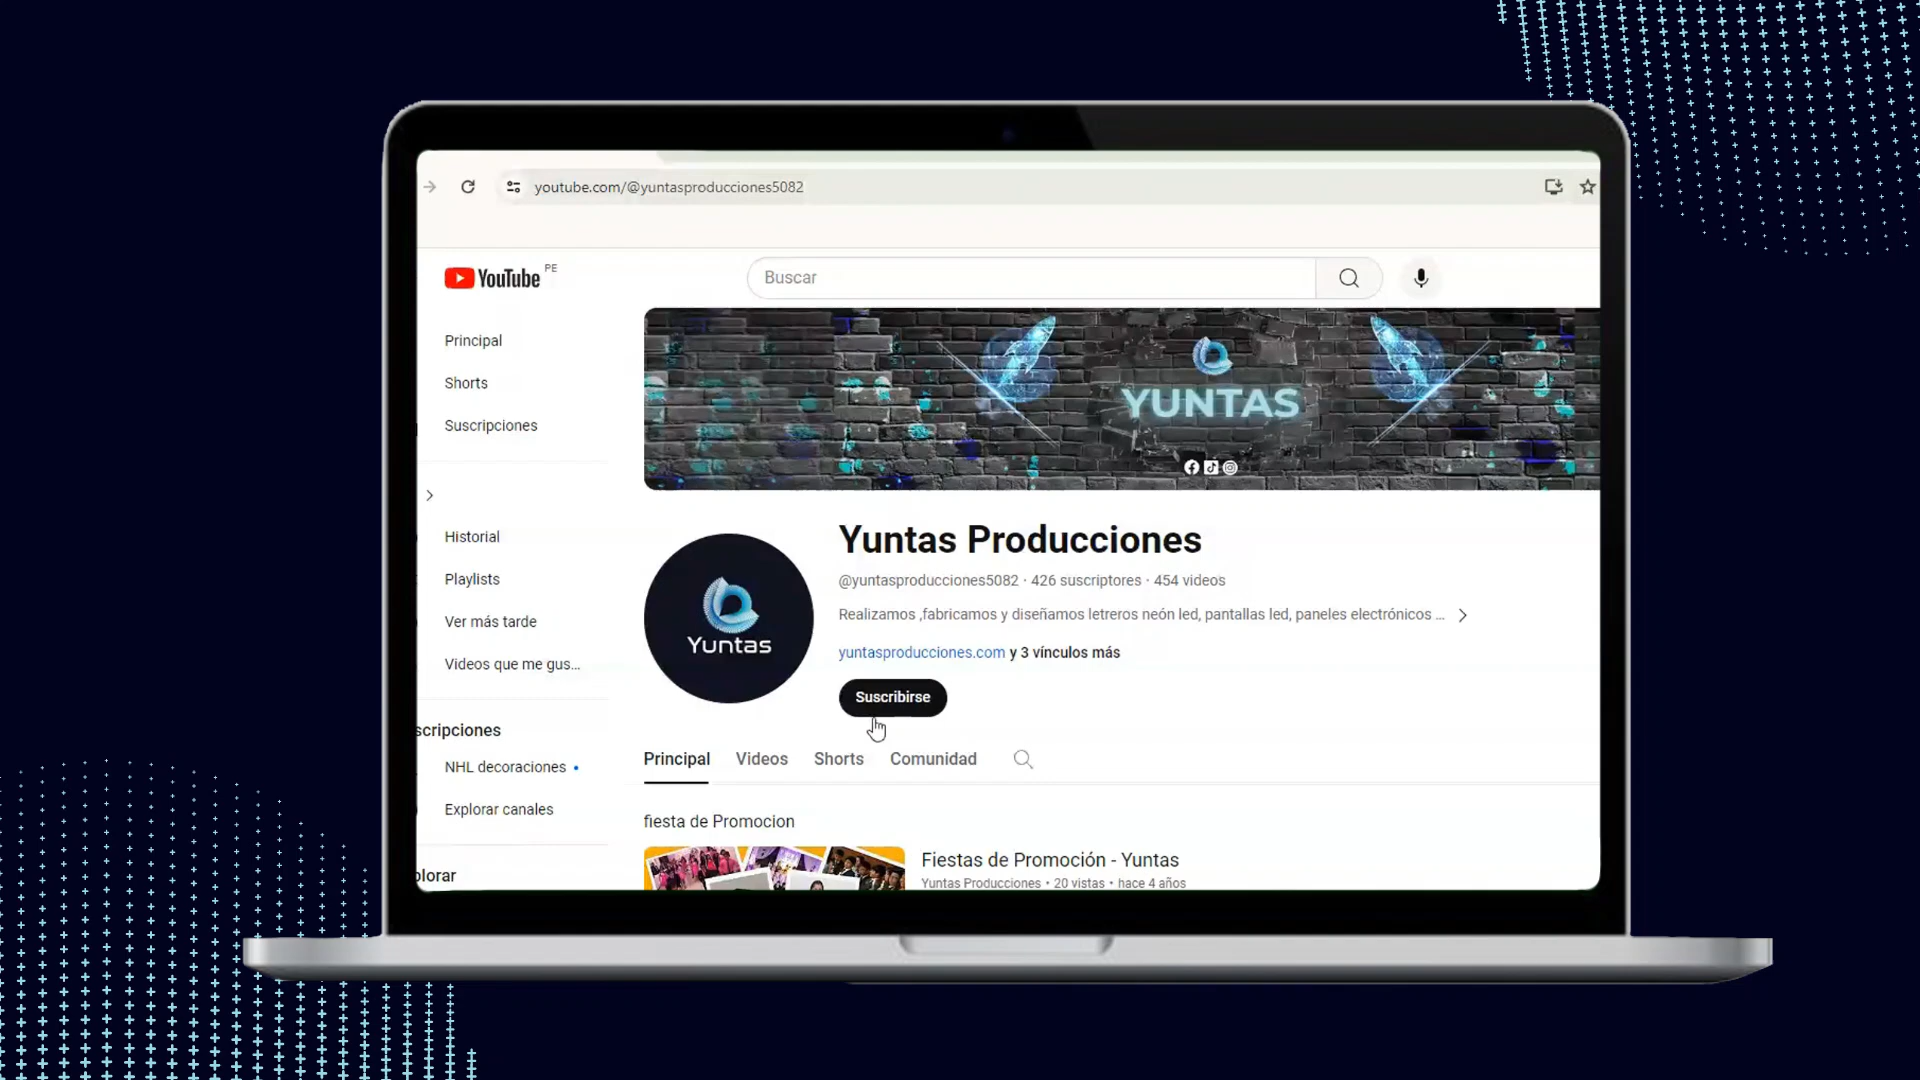 youtube.com/@yuntasproducciones5082
YouTube PE
Buscar
Principal
Shorts
Suscripciones
Historial
Playlists
Ver más tarde
Videos que me gus...
scripciones
NHL decoraciones •
Explorar canales
plorar
YUNTAS
Yuntas
Yuntas Producciones
@yuntasproducciones5082 · 426 suscriptores · 454 videos
Realizamos ,fabricamos y diseñamos letreros neón led, pantallas led, paneles electrónicos ...
yuntasproducciones.com y 3 vínculos más
Suscribirse
Principal Videos Shorts Comunidad
fiesta de Promocion
Fiestas de Promoción - Yuntas
Yuntas Producciones • 20 vistas • hace 4 años